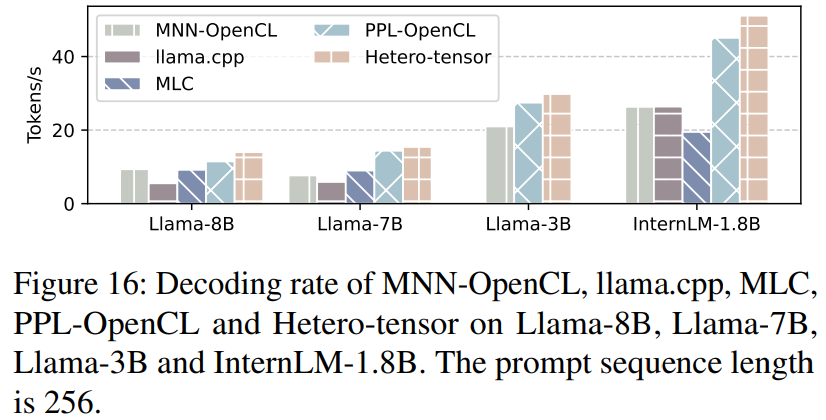 MNN-OpenCL
llama.cpp
MLC
PPL-OpenCL
Hetero-tensor
Tokens/s
40
20
0
Llama-8B
Llama-7B
Llama-3B
InternLM-1.8B
Figure 16: Decoding rate of MNN-OpenCL, llama.cpp, MLC,
PPL-OpenCL and Hetero-tensor on Llama-8B, Llama-7B,
Llama-3B and InternLM-1.8B. The prompt sequence length
is 256.